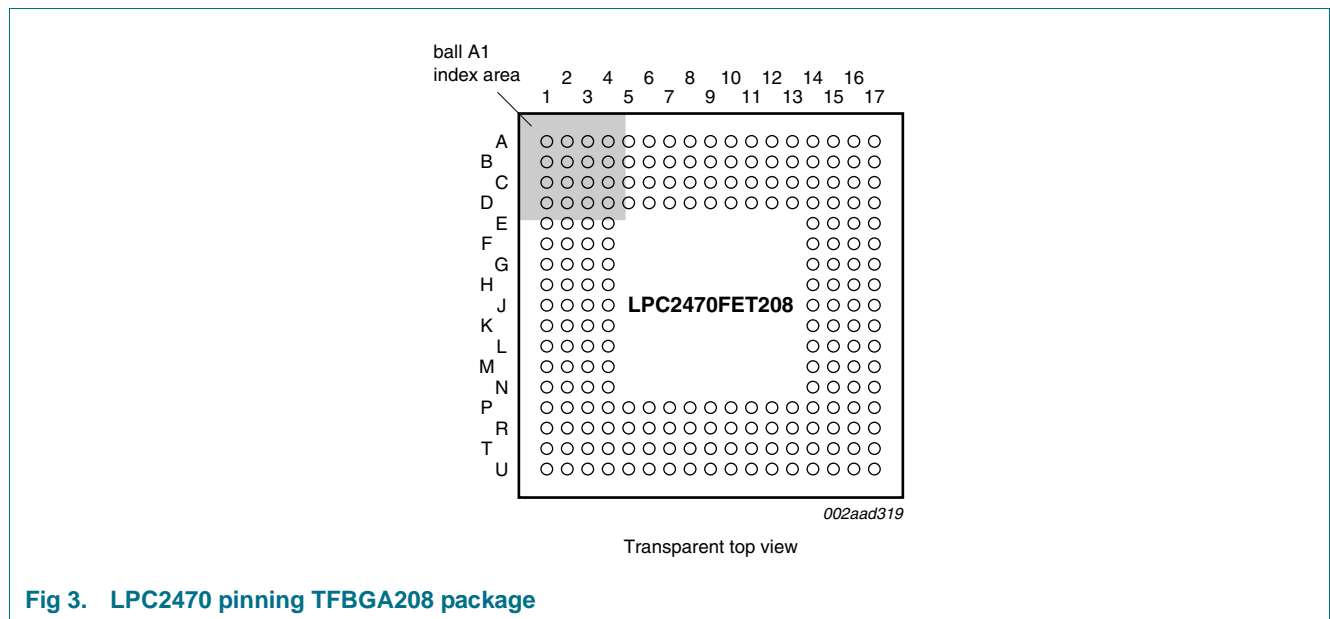 ball A1
index area
2 4 6 8 10 12 14 16
1 3 5 7 9 11 13 15 17
A
B
C
D
E
F
G
H
J
LPC2470FET208
K
L
M
N
P
R
T
U
002aad319
Transparent top view
Fig 3. LPC2470 pinning TFBGA208 package